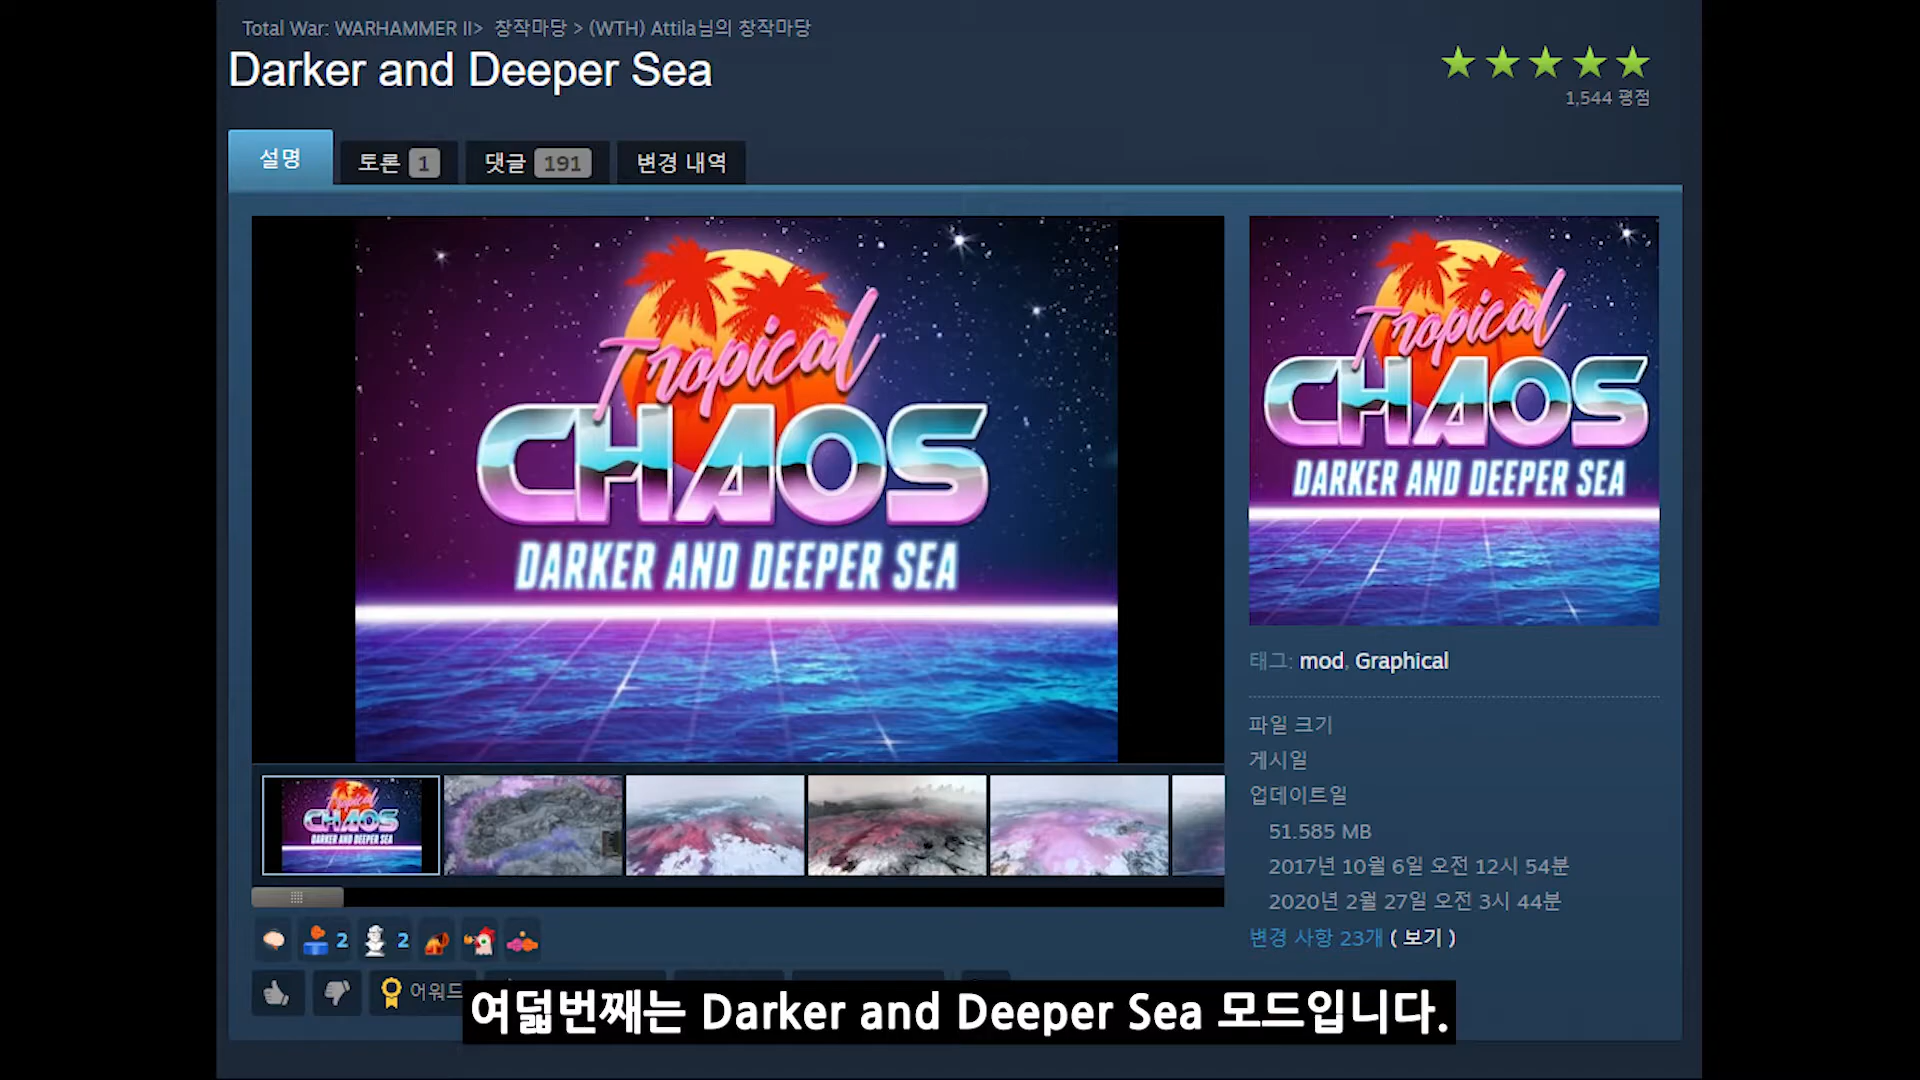 Total War: WARHAMMER II> 창작마당 > (WTH) Attila님의 창작마당
Darker and Deeper Sea
1,544 평점
설명
토론 1
댓글 191
변경 내역
Tropical
CHAOS
DARKER AND DEEPER SEA
Tropical
CHAOS
DARKER AND DEEPER SEA
태그: mod, Graphical
파일 크기
게시일
업데이트일
51.585 MB
2017년 10월 6일 오전 12시 54분
2020년 2월 27일 오전 3시 44분
변경 사항 23개 ( 보기 )
Tropical
CHAOS
DARKER AND DEEPER SEA
2
2
어워드
여덟번째는 Darker and Deeper Sea 모드입니다.